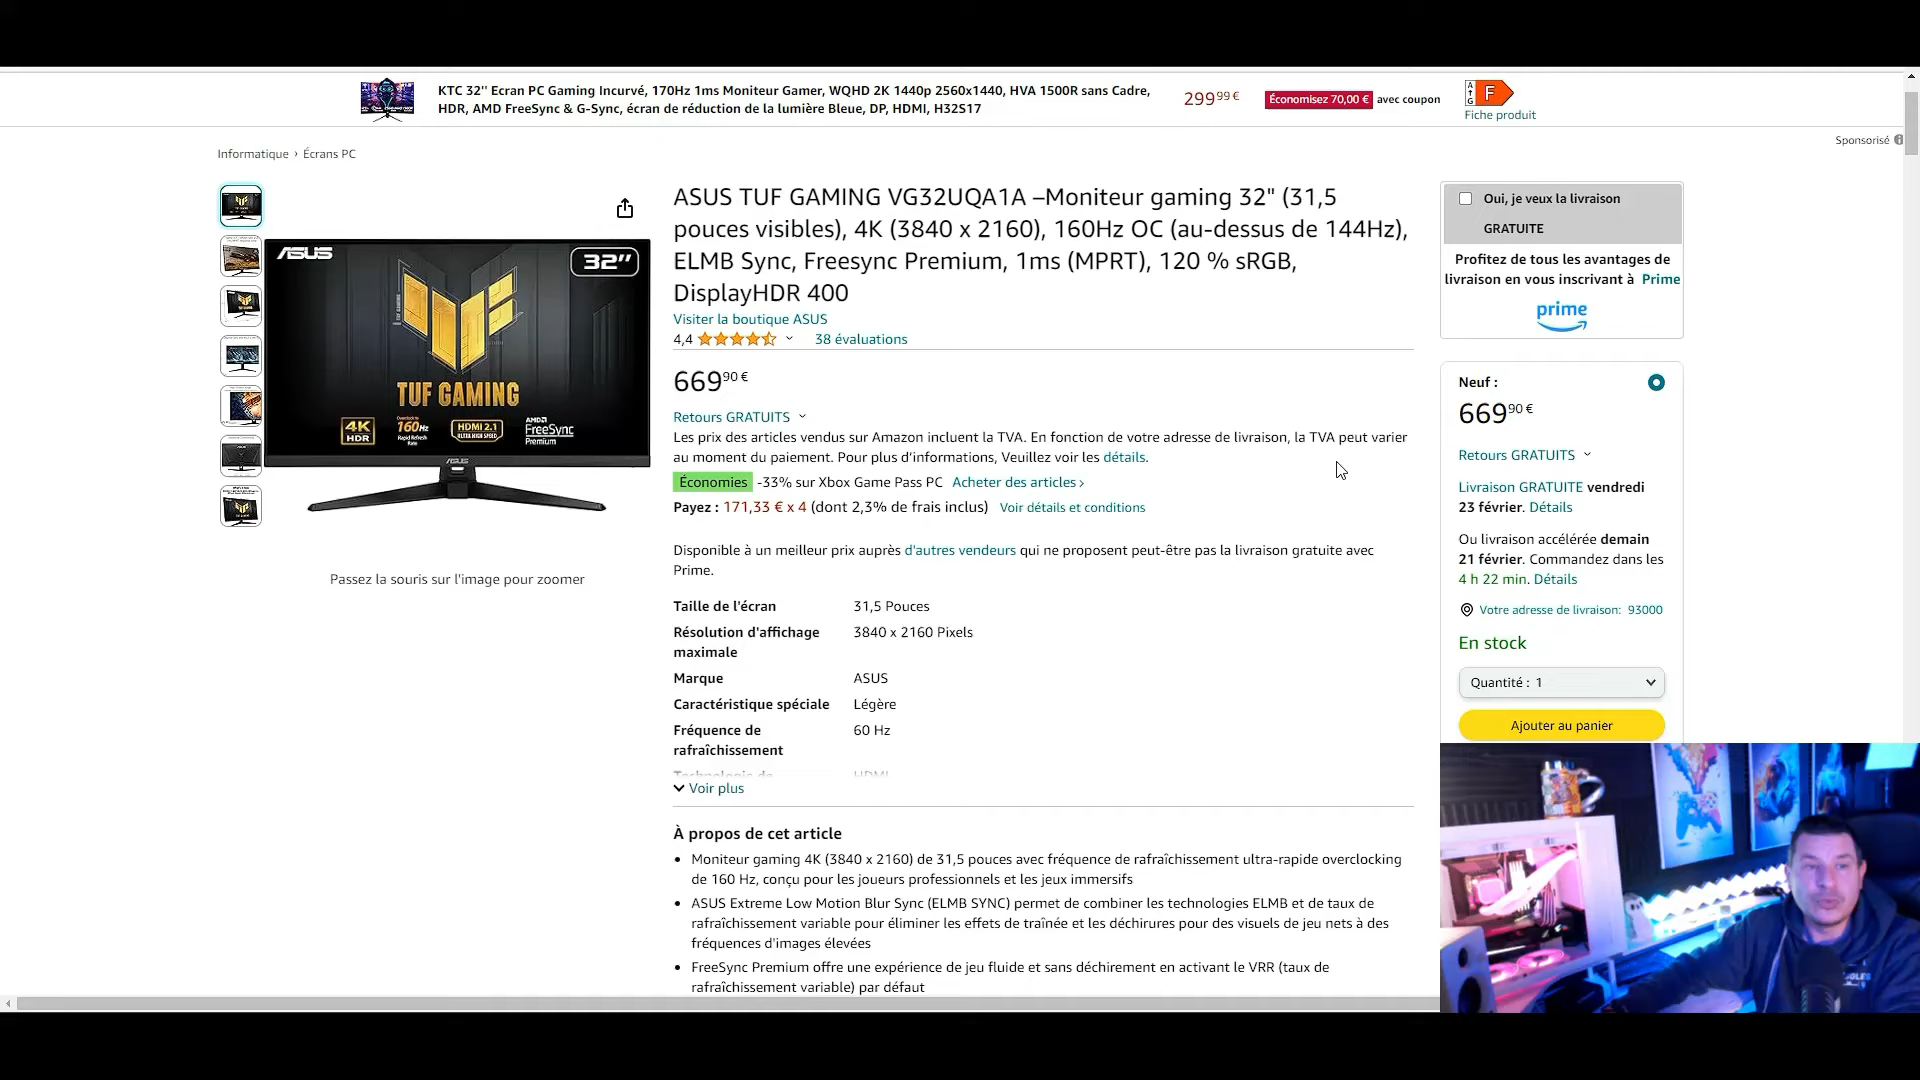 KTC 32'' Ecran PC Gaming Incurvé, 170Hz 1ms Moniteur Gamer, WQHD 2K 1440p 2560x1440, HVA 1500R sans Cadre,
HDR, AMD FreeSync & G-Sync, écran de réduction de la lumière Bleue, DP, HDMI, H32S17
299,99 €
Économisez 70,00 € avec coupon
A G F
Fiche produit
Sponsorisé
Informatique › Écrans PC
ASUS
32”
TUF GAMING
4K HDR
160Hz
Rapid Refresh Rate
HDMI 2.1
ULTRA HIGH SPEED
AMD FreeSync Premium
ASUS
Passez la souris sur l'image pour zoomer
ASUS TUF GAMING VG32UQA1A –Moniteur gaming 32" (31,5
pouces visibles), 4K (3840 x 2160), 160Hz OC (au-dessus de 144Hz),
ELMB Sync, Freesync Premium, 1ms (MPRT), 120 % sRGB,
DisplayHDR 400
Visiter la boutique ASUS
4,4 38 évaluations
669 90 €
Retours GRATUITS
Les prix des articles vendus sur Amazon incluent la TVA. En fonction de votre adresse de livraison, la TVA peut varier
au moment du paiement. Pour plus d’informations, Veuillez voir les détails.
Économies -33% sur Xbox Game Pass PC Acheter des articles ›
Payez : 171,33 € x 4 (dont 2,3% de frais inclus) Voir détails et conditions
Disponible à un meilleur prix auprès d'autres vendeurs qui ne proposent peut-être pas la livraison gratuite avec
Prime.
Taille de l'écran 31,5 Pouces
Résolution d'affichage 3840 x 2160 Pixels
maximale
Marque ASUS
Caractéristique spéciale Légère
Fréquence de 60 Hz
rafraîchissement
Technologie de HDMI
Voir plus
À propos de cet article
• Moniteur gaming 4K (3840 x 2160) de 31,5 pouces avec fréquence de rafraîchissement ultra-rapide overclocking
de 160 Hz, conçu pour les joueurs professionnels et les jeux immersifs
• ASUS Extreme Low Motion Blur Sync (ELMB SYNC) permet de combiner les technologies ELMB et de taux de
rafraîchissement variable pour éliminer les effets de traînée et les déchirures pour des visuels de jeu nets à des
fréquences d'images élevées
• FreeSync Premium offre une expérience de jeu fluide et sans déchirement en activant le VRR (taux de
rafraîchissement variable) par défaut
Oui, je veux la livraison
GRATUITE
Profitez de tous les avantages de
livraison en vous inscrivant à Prime
prime
Neuf :
669 90 €
Retours GRATUITS
Livraison GRATUITE vendredi
23 février. Détails
Ou livraison accélérée demain
21 février. Commandez dans les
4 h 22 min. Détails
Votre adresse de livraison: 93000
En stock
Quantité : 1
Ajouter au panier